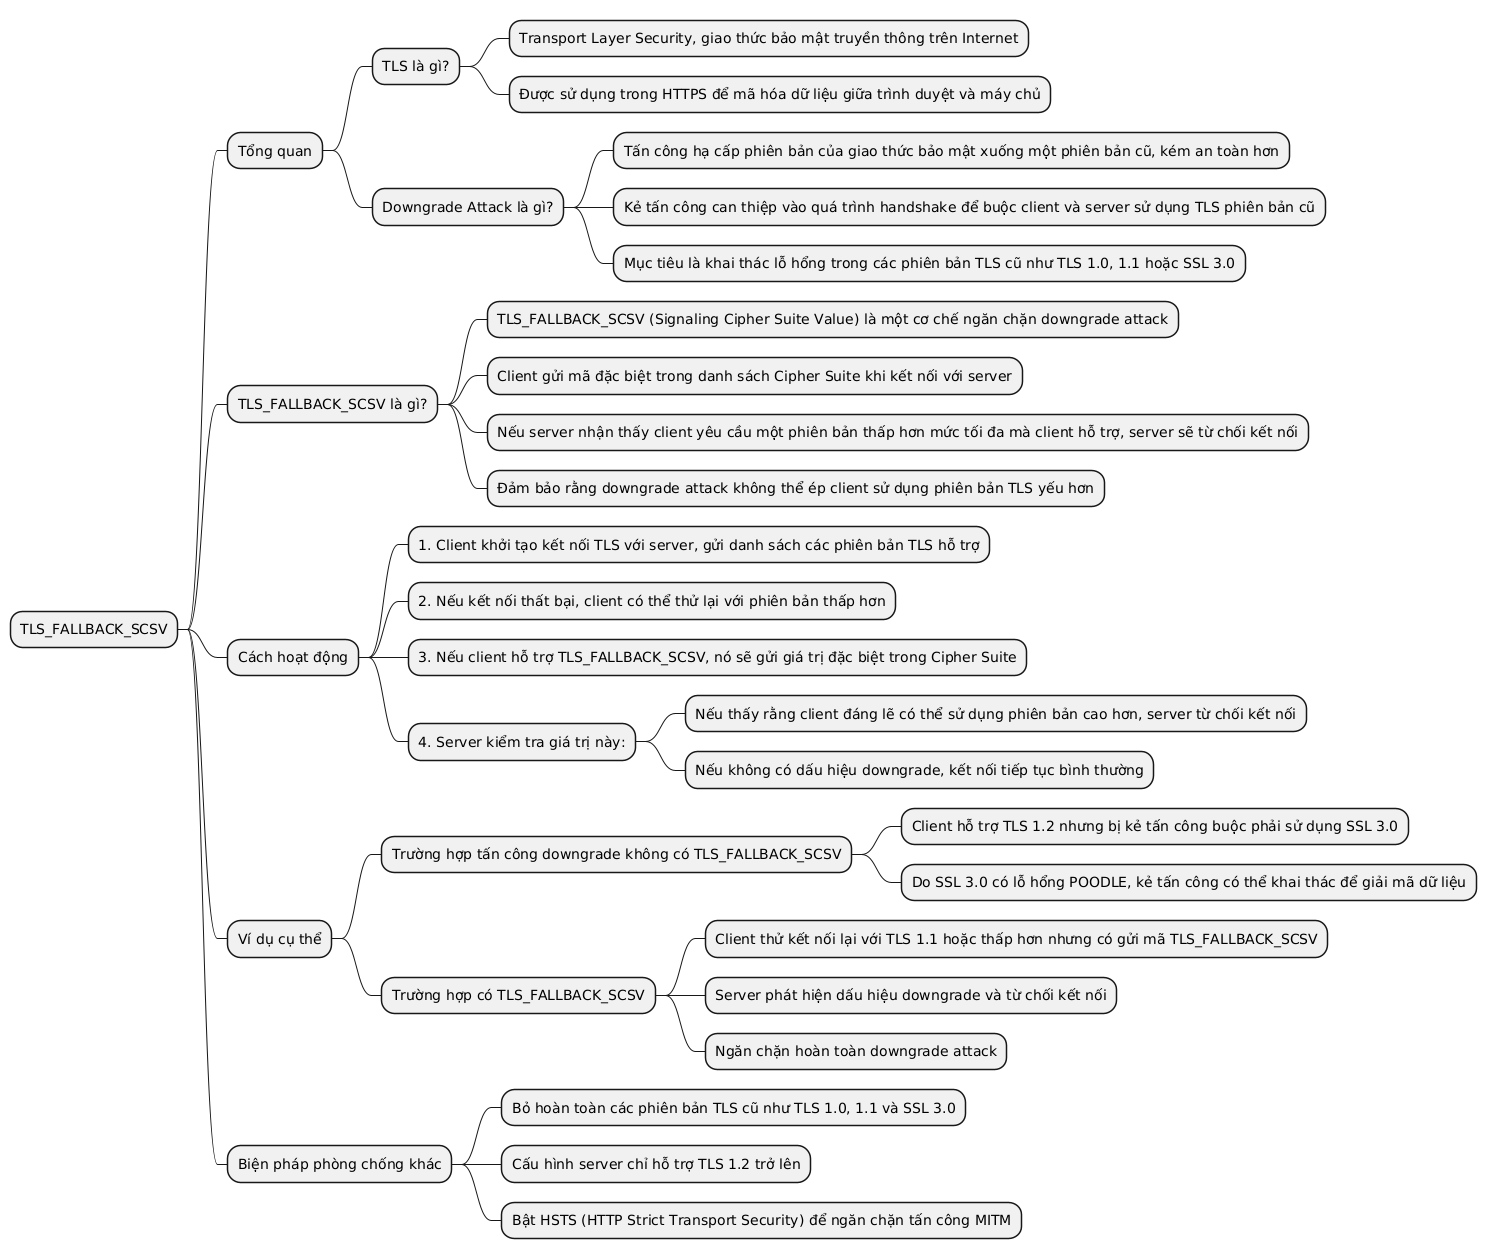 TLS_FALLBACK_SCSV
Tổng quan
TLS là gì?
Transport Layer Security, giao thức bảo mật truyền thông trên Internet
Được sử dụng trong HTTPS để mã hóa dữ liệu giữa trình duyệt và máy chủ
Downgrade Attack là gì?
Tấn công hạ cấp phiên bản của giao thức bảo mật xuống một phiên bản cũ, kém an toàn hơn
Kẻ tấn công can thiệp vào quá trình handshake để buộc client và server sử dụng TLS phiên bản cũ
Mục tiêu là khai thác lỗ hổng trong các phiên bản TLS cũ như TLS 1.0, 1.1 hoặc SSL 3.0
TLS_FALLBACK_SCSV là gì?
TLS_FALLBACK_SCSV (Signaling Cipher Suite Value) là một cơ chế ngăn chặn downgrade attack
Client gửi mã đặc biệt trong danh sách Cipher Suite khi kết nối với server
Nếu server nhận thấy client yêu cầu một phiên bản thấp hơn mức tối đa mà client hỗ trợ, server sẽ từ chối kết nối
Đảm bảo rằng downgrade attack không thể ép client sử dụng phiên bản TLS yếu hơn
Cách hoạt động
1. Client khởi tạo kết nối TLS với server, gửi danh sách các phiên bản TLS hỗ trợ
2. Nếu kết nối thất bại, client có thể thử lại với phiên bản thấp hơn
3. Nếu client hỗ trợ TLS_FALLBACK_SCSV, nó sẽ gửi giá trị đặc biệt trong Cipher Suite
4. Server kiểm tra giá trị này:
Nếu thấy rằng client đáng lẽ có thể sử dụng phiên bản cao hơn, server từ chối kết nối
Nếu không có dấu hiệu downgrade, kết nối tiếp tục bình thường
Ví dụ cụ thể
Trường hợp tấn công downgrade không có TLS_FALLBACK_SCSV
Client hỗ trợ TLS 1.2 nhưng bị kẻ tấn công buộc phải sử dụng SSL 3.0
Do SSL 3.0 có lỗ hổng POODLE, kẻ tấn công có thể khai thác để giải mã dữ liệu
Trường hợp có TLS_FALLBACK_SCSV
Client thử kết nối lại với TLS 1.1 hoặc thấp hơn nhưng có gửi mã TLS_FALLBACK_SCSV
Server phát hiện dấu hiệu downgrade và từ chối kết nối
Ngăn chặn hoàn toàn downgrade attack
Biện pháp phòng chống khác
Bỏ hoàn toàn các phiên bản TLS cũ như TLS 1.0, 1.1 và SSL 3.0
Cấu hình server chỉ hỗ trợ TLS 1.2 trở lên
Bật HSTS (HTTP Strict Transport Security) để ngăn chặn tấn công MITM